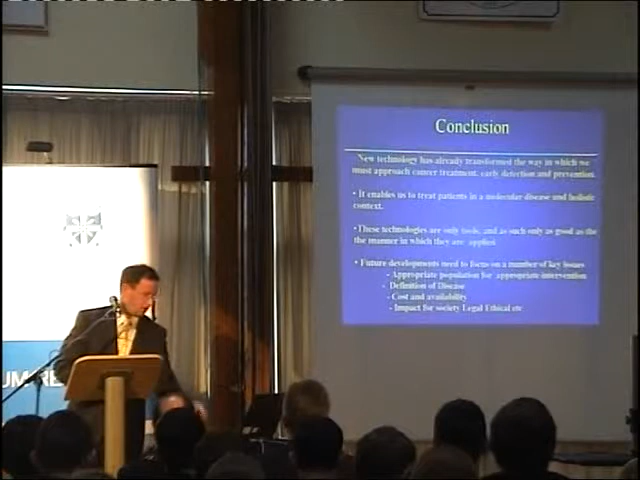 Conclusion
New technology has already transformed the way in which we
must approach cancer treatment, early detection and prevention.
• It enables us to treat patients in a molecular disease and holistic
context.
•These technologies are only tools, and as such only as good as the
the manner in which they are applied.
• Future developments need to focus on a number of key issues
- Appropriate population for appropriate intervention
- Definition of Disease
- Cost and availability
- Impact for society Legal Ethical etc
UM RE